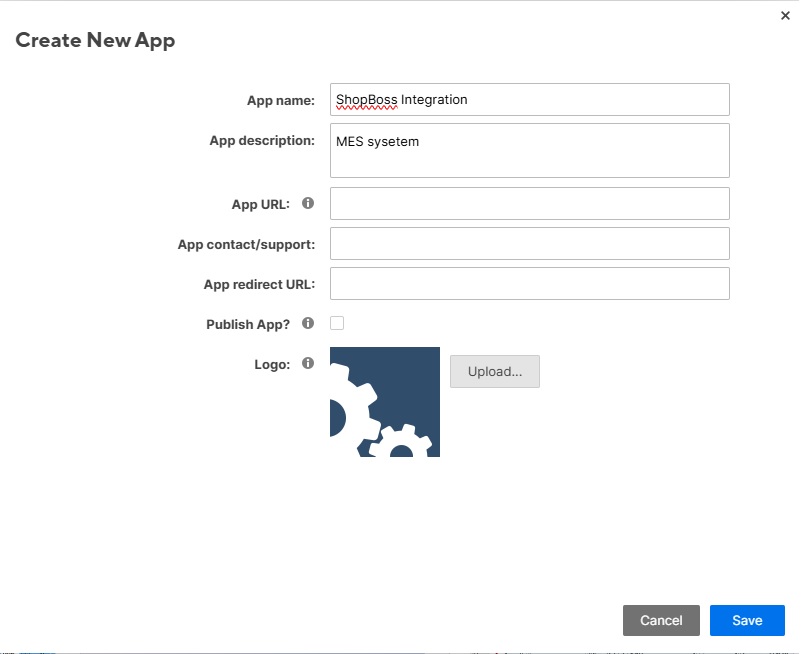 ×
Create New App
App name: ShopBoss Integration
App description: MES sysetem
App URL:
App contact/support:
App redirect URL:
Publish App?
Logo: Upload...
Cancel Save